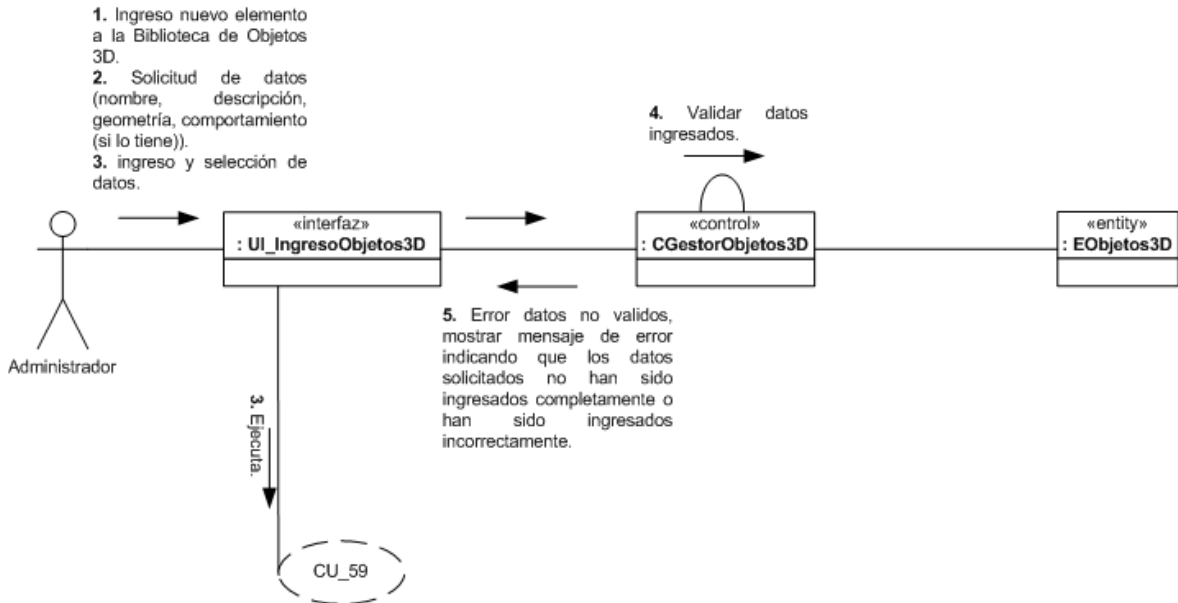 1. Ingreso nuevo elemento
a la Biblioteca de Objetos
3D.
2. Solicitud de datos
(nombre, descripción,
geometría, comportamiento
(si lo tiene)).
3. ingreso y selección de
datos.
4. Validar datos
ingresados.
«interfaz»
: UI_IngresoObjetos3D
«control»
: CGestorObjetos3D
«entity»
: EObjetos3D
Administrador
5. Error datos no validos,
mostrar mensaje de error
indicando que los datos
solicitados no han sido
ingresados completamente o
han sido ingresados
incorrectamente.
3. Ejecuta.
CU_59